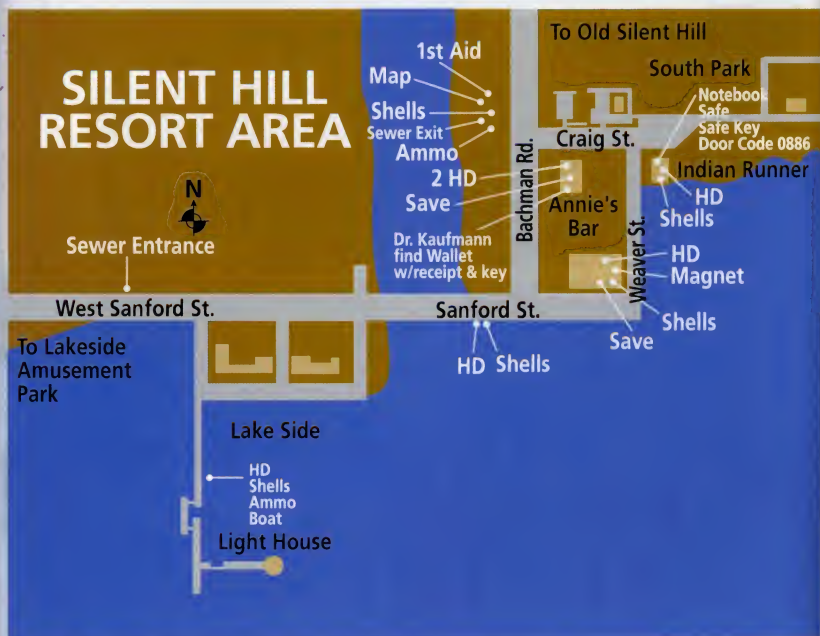 SILENT HILL
RESORT AREA
N
Sewer Entrance
West Sanford St.
To Lakeside
Amusement
Park
Lake Side
HD
Shells
Ammo
Boat
Light House
1st Aid
Map
Shells
Sewer Exit
Ammo
2 HD
Save
Dr. Kaufmann
find Wallet
w/receipt & key
Bachman Rd.
Sanford St.
HD Shells
To Old Silent Hill
South Park
Notebook
Safe
Safe Key
Door Code 0886
Craig St.
Indian Runner
HD
Shells
Annie's
Bar
Weaver St.
HD
Magnet
Shells
Save